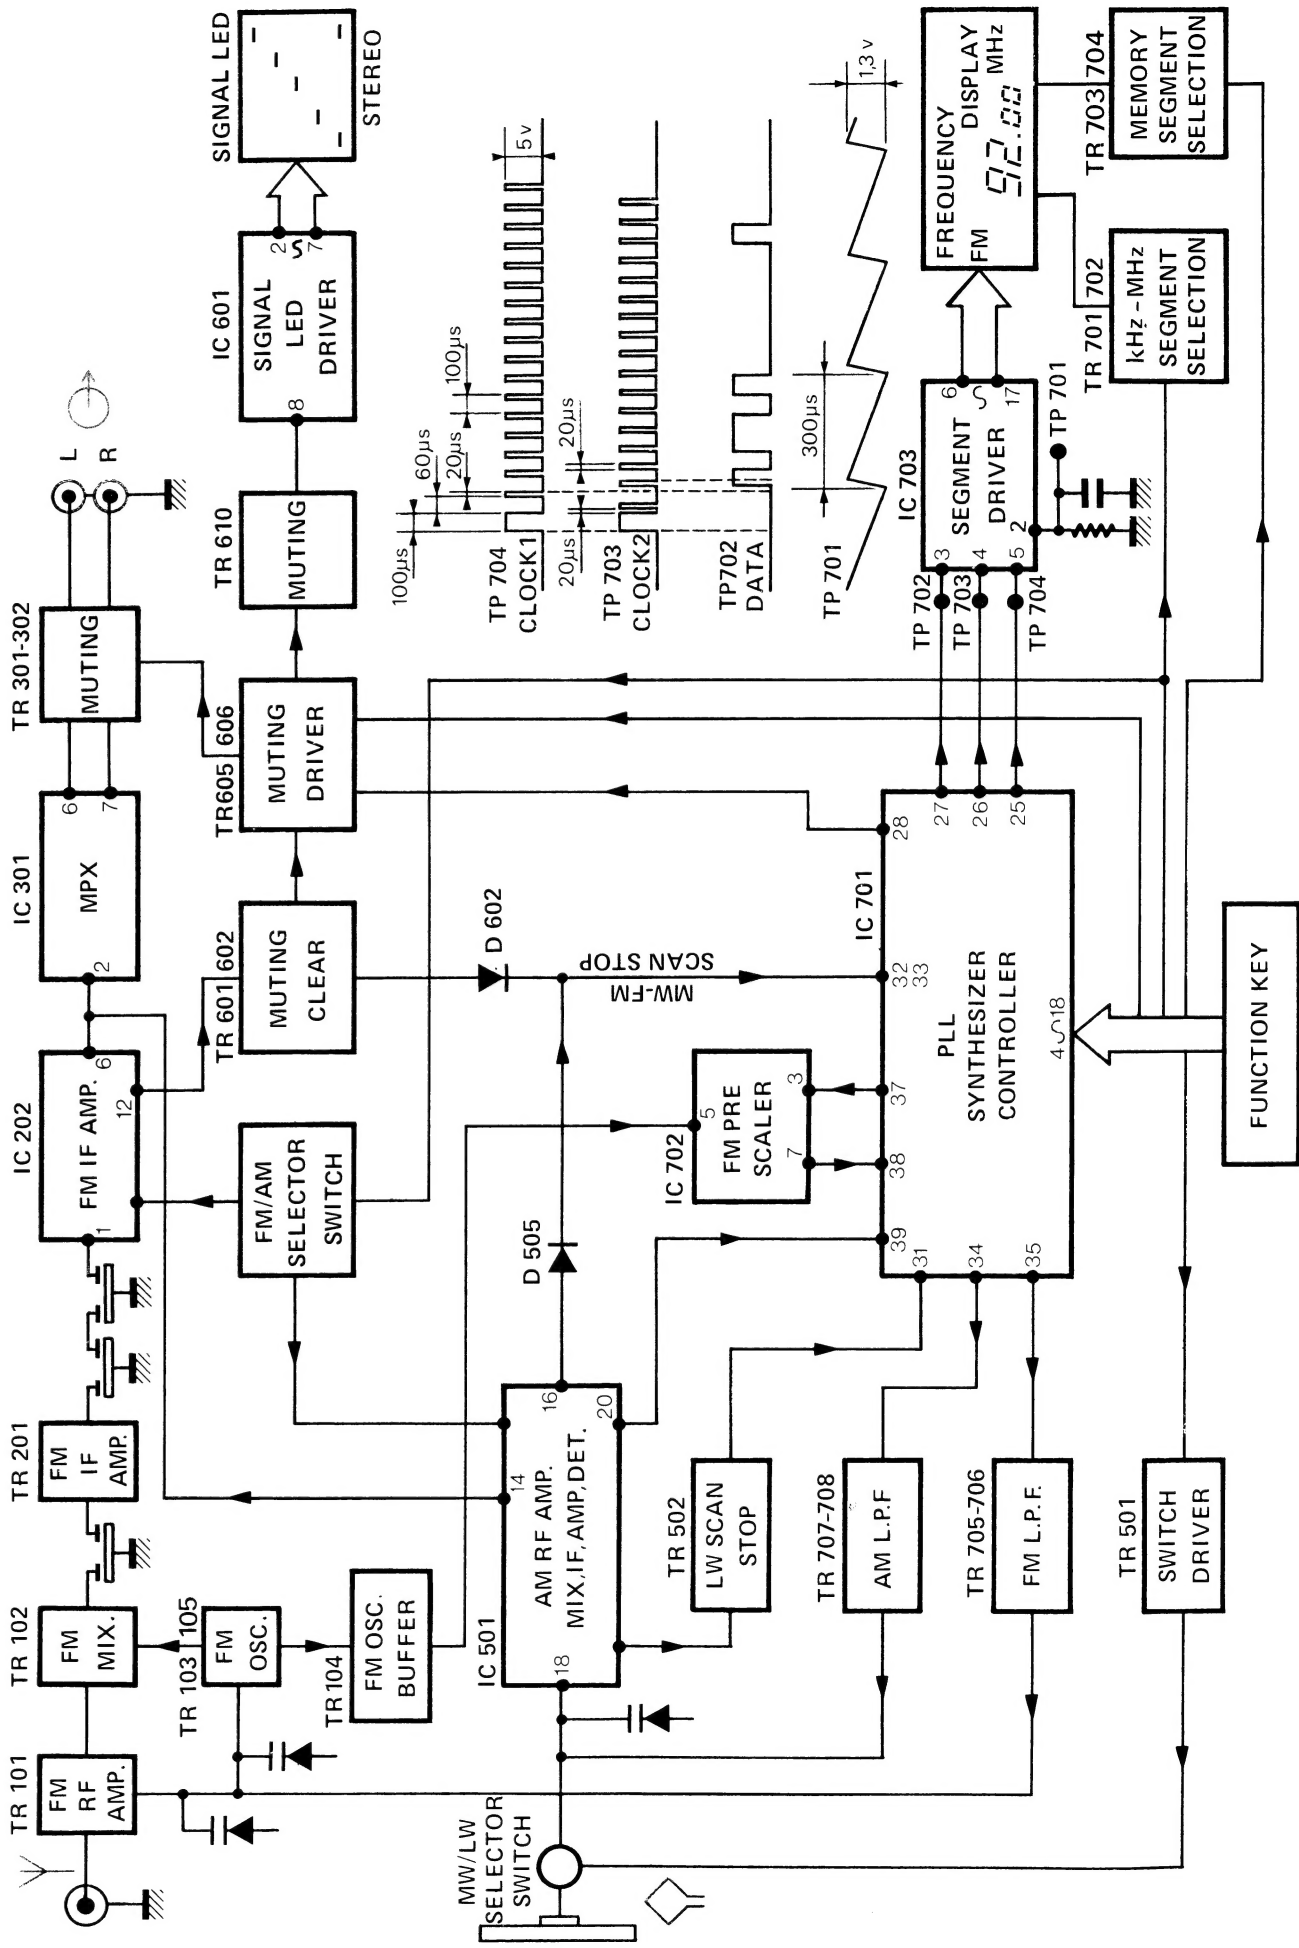 TR 101
FM
RF
AMP.
TR 102
FM
MIX.
TR 103 105
FM
OSC.
TR 104
FM OSC.
BUFFER
TR 201
FM
IF
AMP.
IC 202
FM IF AMP.
1
6
12
IC 301
MPX
2
6
7
TR 301-302
MUTING
L
R
FM/AM
SELECTOR
SWITCH
TR 601 602
MUTING
CLEAR
TR605 606
MUTING
DRIVER
TR 610
MUTING
IC 601
SIGNAL
LED
DRIVER
8
2
7
SIGNAL LED
STEREO
MW/LW
SELECTOR
SWITCH
IC 501
AM RF AMP.
MIX,IF,AMP,DET.
18
14
16
20
D 505
D 602
MW-FM
SCAN STOP
TR 502
LW SCAN
STOP
IC 702
FM PRE
SCALER
5
7
3
TR 707-708
AM L.P.F
TR 705-706
FM L.P.F.
TR 501
SWITCH
DRIVER
IC 701
PLL
SYNTHESIZER
CONTROLLER
39
38
37
32
33
28
31
34
35
27
26
25
4 18
FUNCTION KEY
TP 704
CLOCK1
100µs
60µs
20µs
100µs
5 v
TP 703
CLOCK2
20µs
20µs
TP702
DATA
TP 701
300µs
1,3 v
TP 702
TP 703
TP 704
IC 703
SEGMENT
DRIVER
3
4
5
2
6
17
TP 701
FREQUENCY
DISPLAY
FM
92.00
MHz
TR 701 702
kHz-MHz
SEGMENT
SELECTION
TR 703 704
MEMORY
SEGMENT
SELECTION